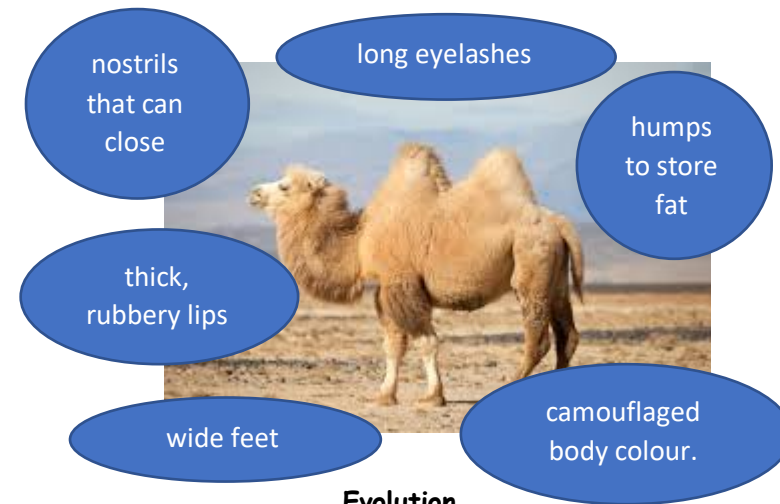 nostrils
that can
close
long eyelashes
humps
to store
fat
thick,
rubbery lips
wide feet
camouflaged
body colour.
Evolution